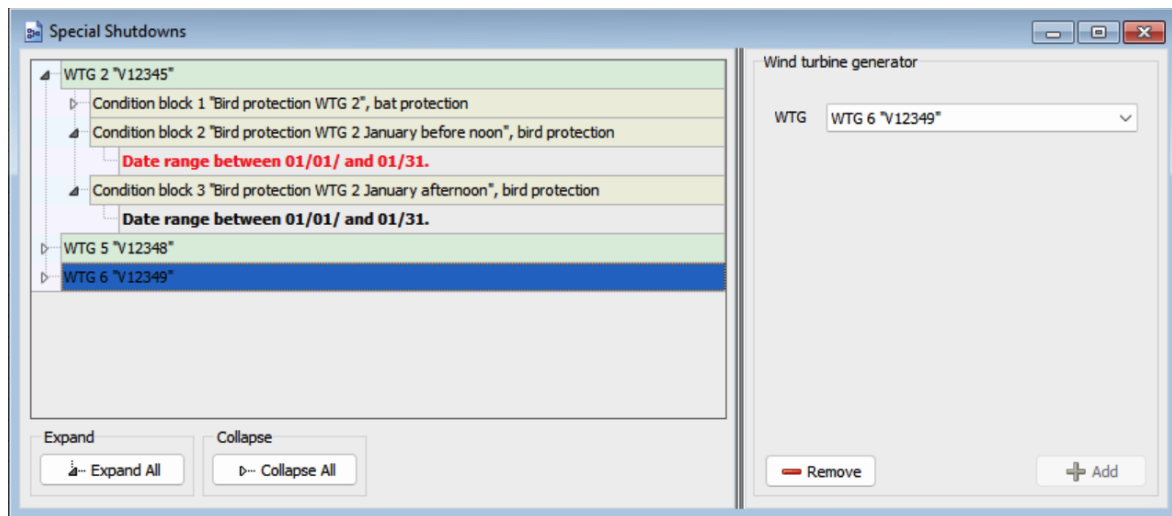 Special Shutdowns
WTG 2 "V12345"
Condition block 1 "Bird protection WTG 2", bat protection
Condition block 2 "Bird protection WTG 2 January before noon", bird protection
Date range between 01/01/ and 01/31.
Condition block 3 "Bird protection WTG 2 January afternoon", bird protection
Date range between 01/01/ and 01/31.
WTG 5 "V12348"
WTG 6 "V12349"
Expand
Expand All
Collapse
Collapse All
Wind turbine generator
WTG WTG 6 "V12349"
Remove
Add